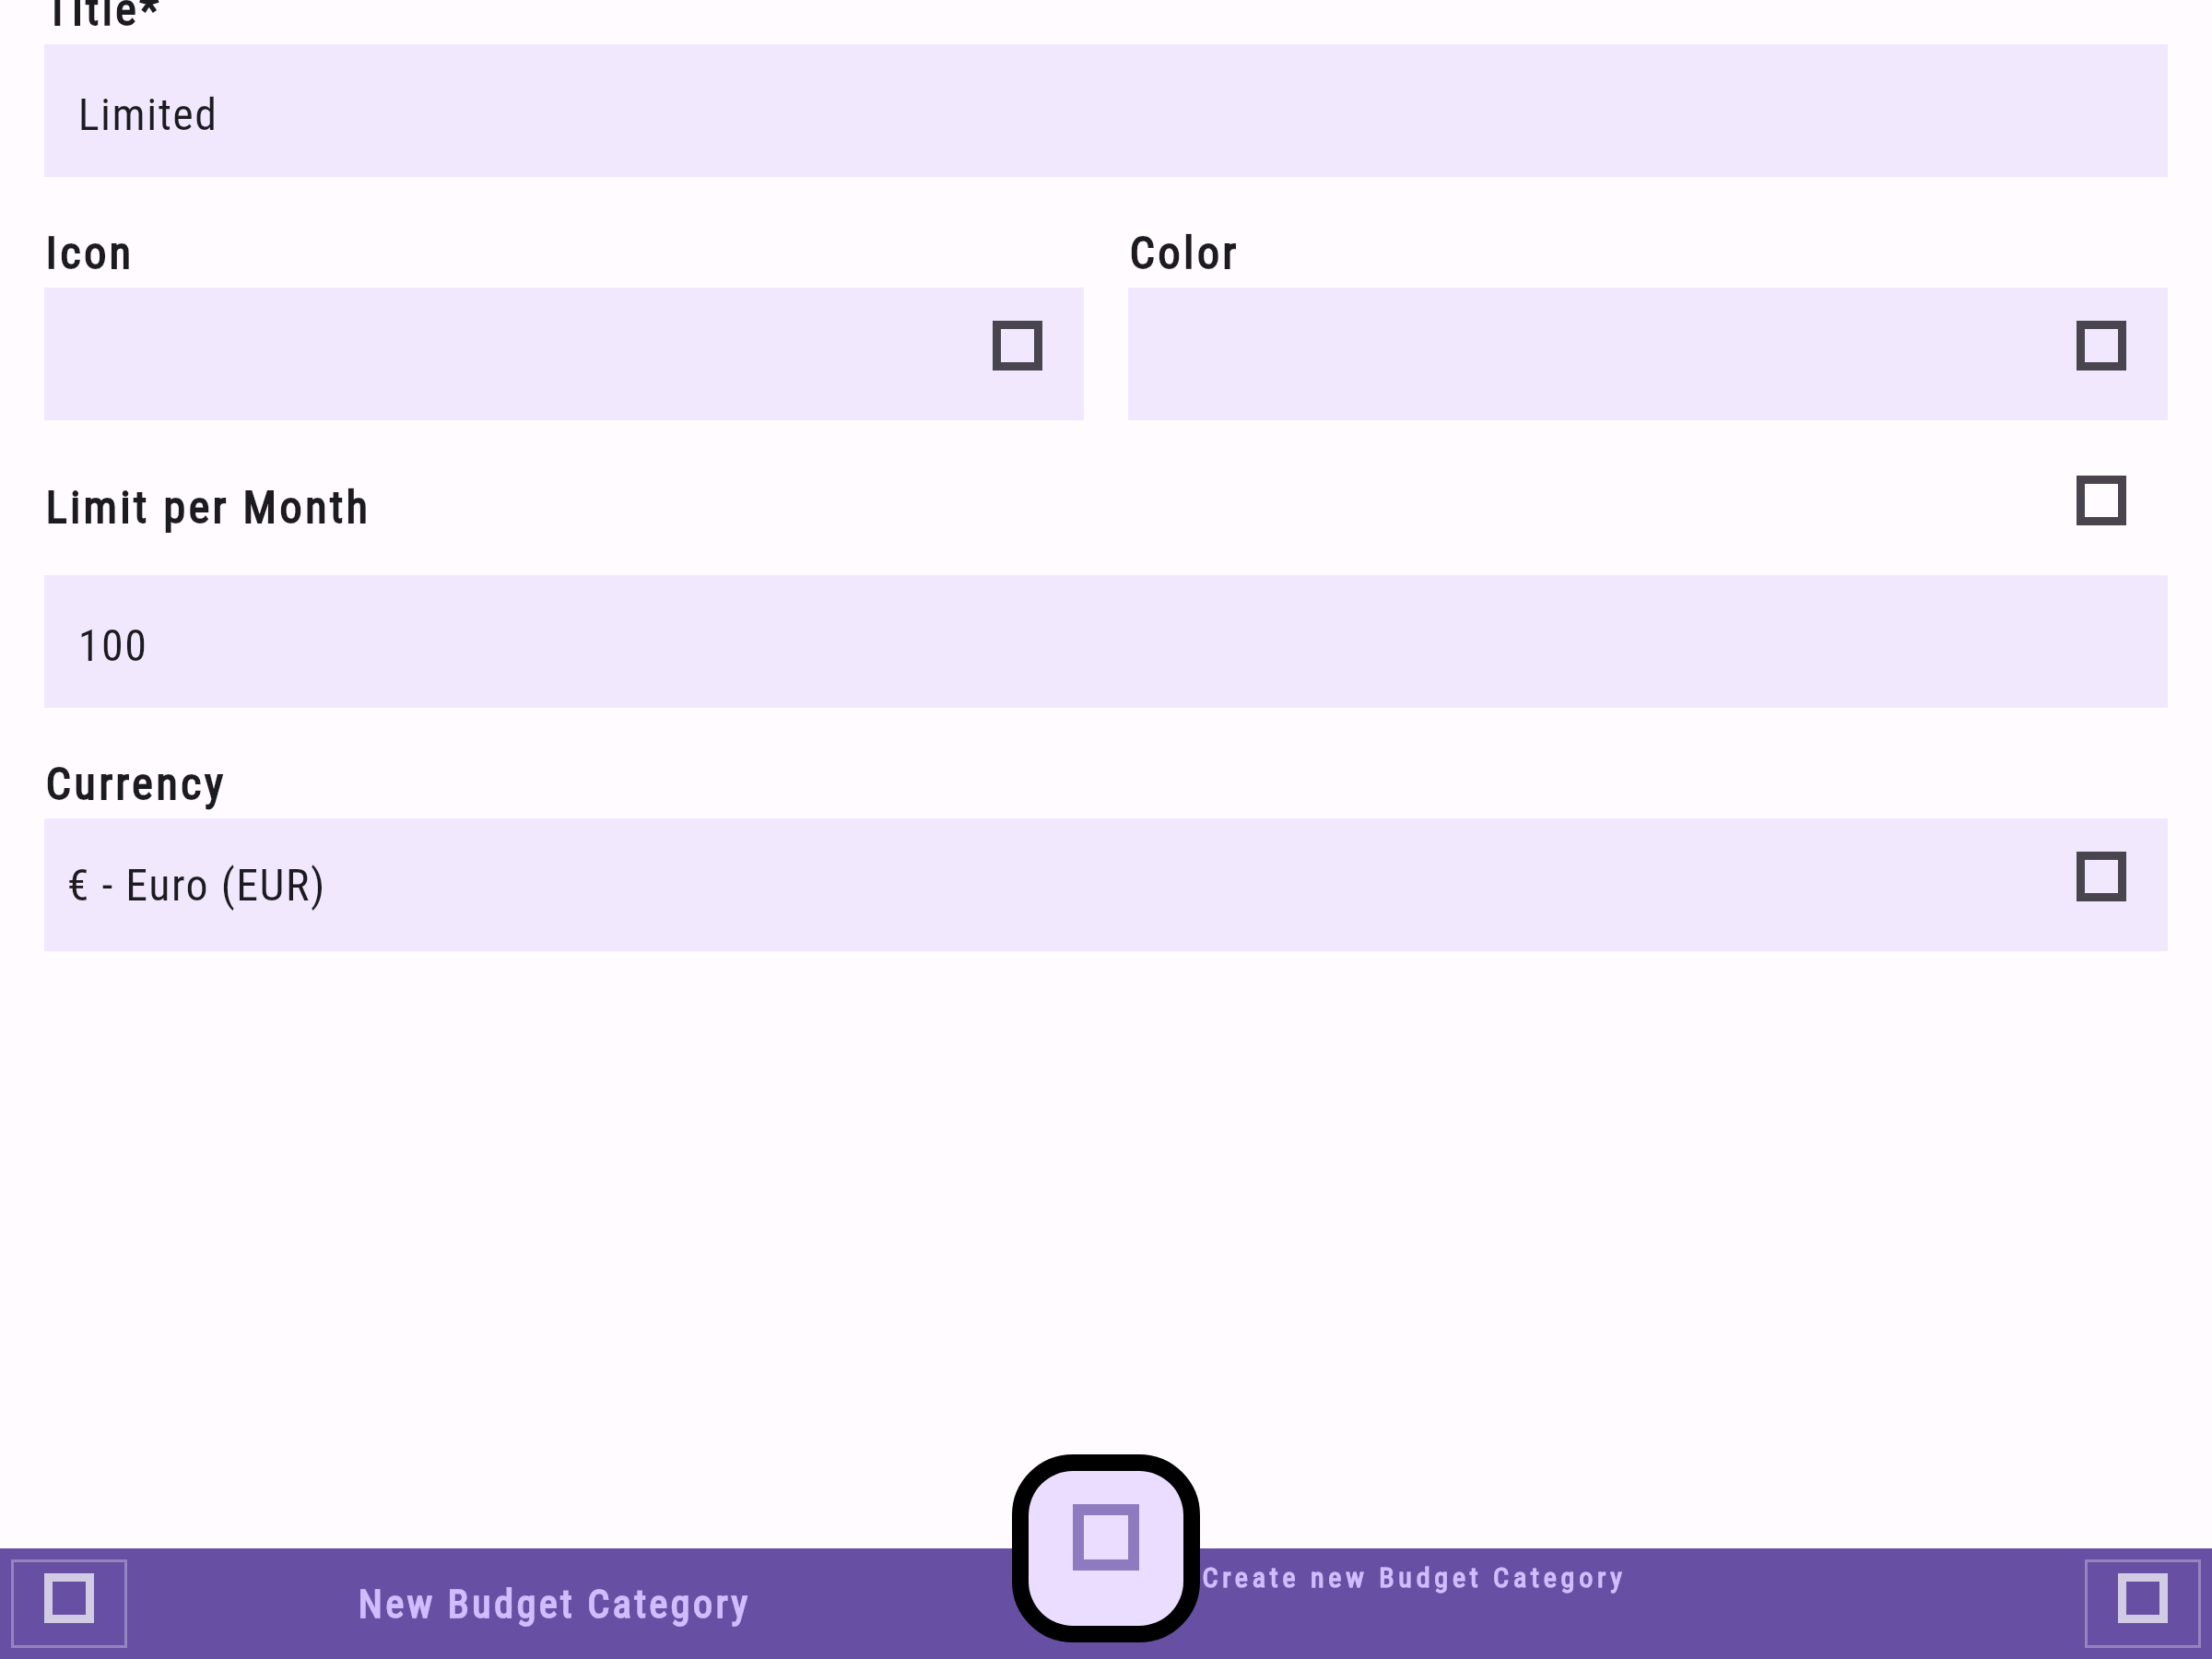 Title*
Limited
Icon
Color
Limit per Month
100
Currency
€ - Euro (EUR)
New Budget Category
Create new Budget Category